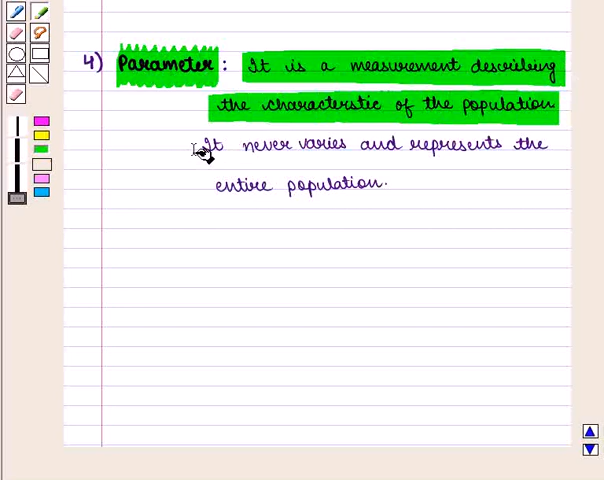 4) Parameter : It is a measurement describing
the characterstic of the population
It never varies and represents the
entire population.